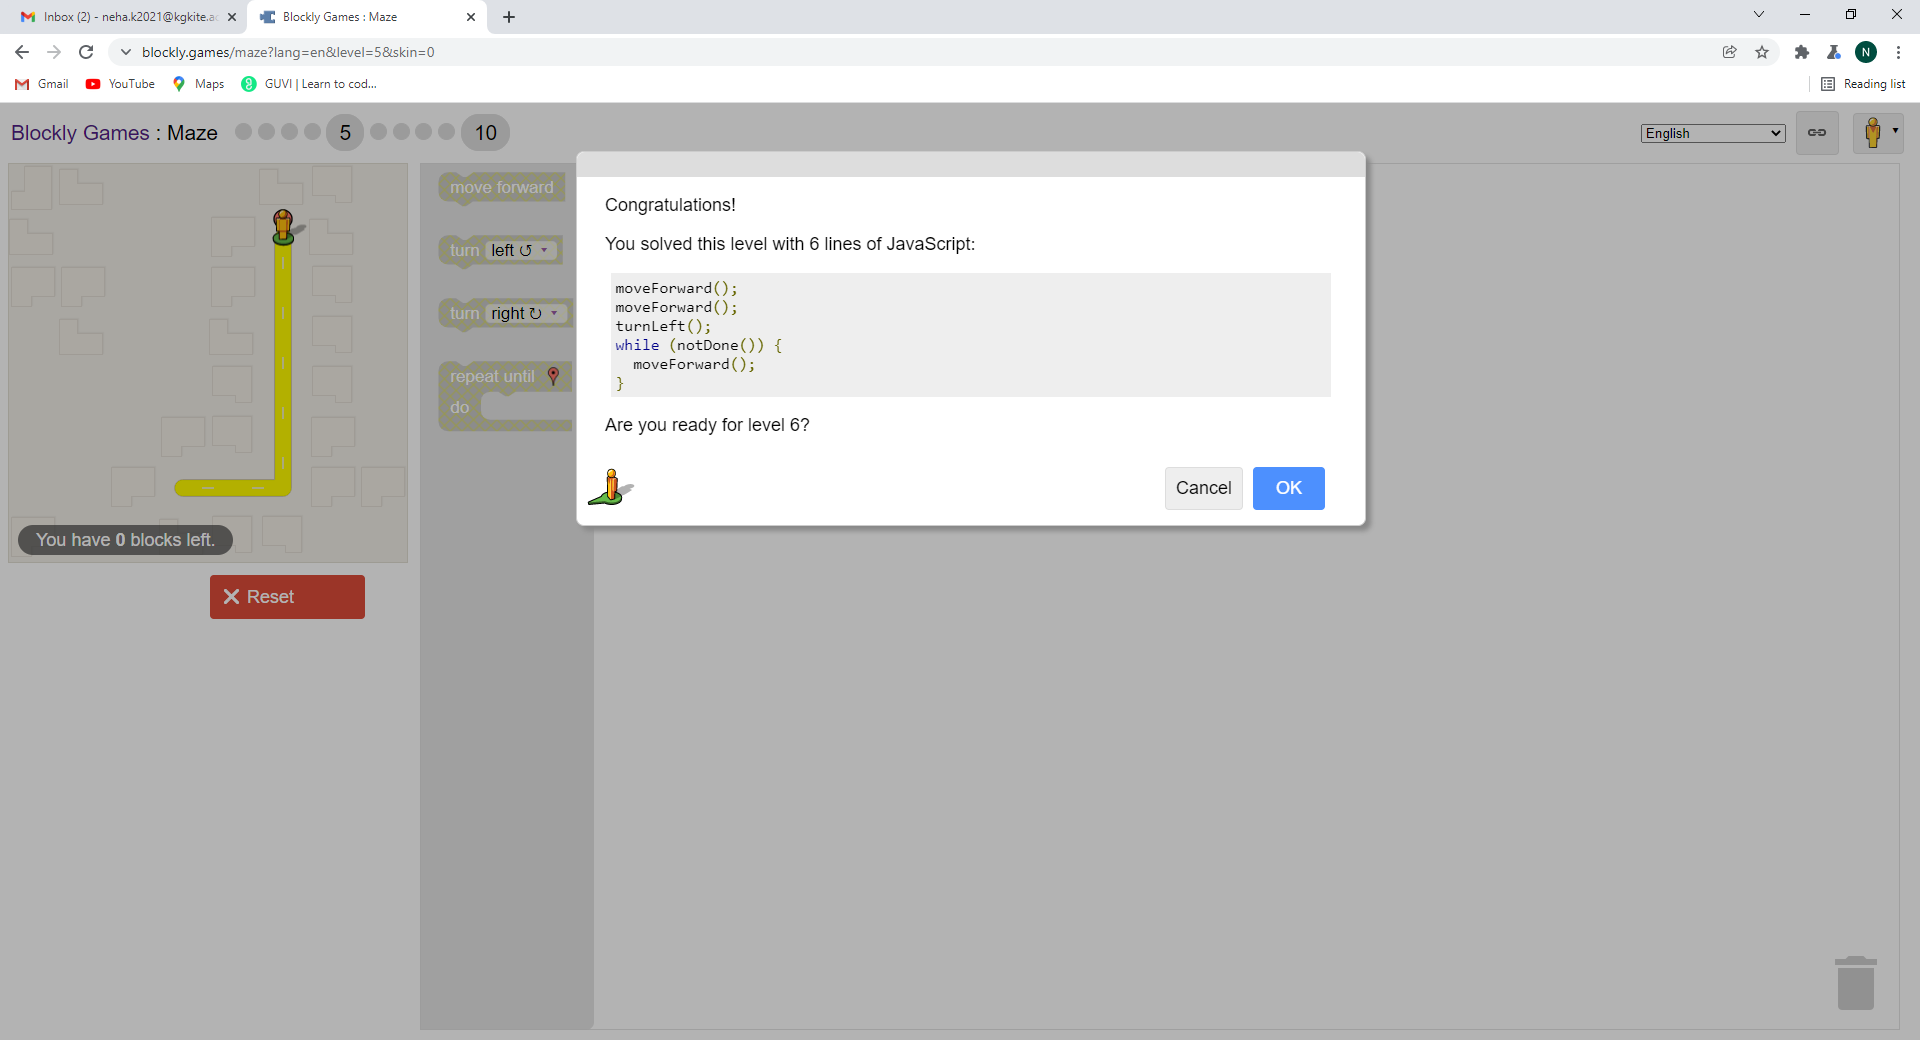 Inbox (2) - neha.k2021@kgkite.ac
Blockly Games : Maze
blockly.games/maze?lang=en&level=5&skin=0
N
Gmail
YouTube
Maps
GUVI | Learn to cod...
Reading list
Blockly Games : Maze
5
10
English
move forward
turn left ↺
turn right ↻
repeat until
do
You have 0 blocks left.
Reset
Congratulations!
You solved this level with 6 lines of JavaScript:
moveForward();
moveForward();
turnLeft();
while (notDone()) {
  moveForward();
}
Are you ready for level 6?
Cancel
OK